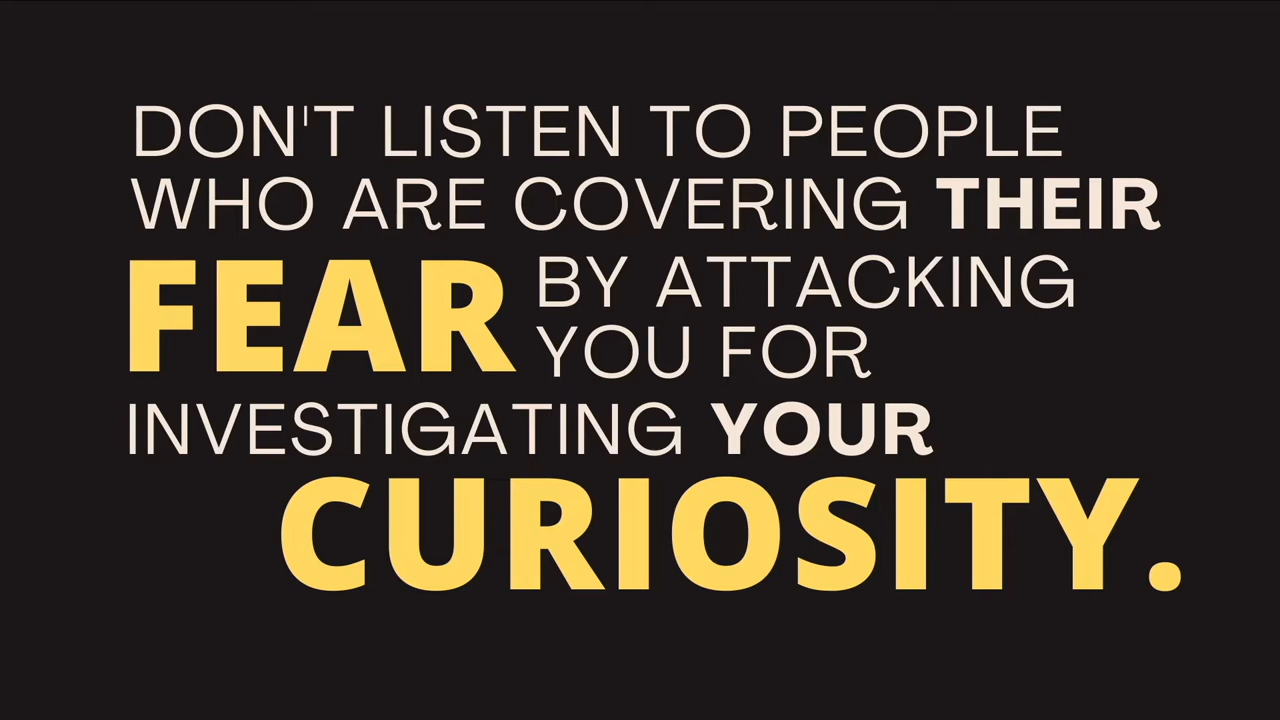 DON'T LISTEN TO PEOPLE
WHO ARE COVERING THEIR
FEAR BY ATTACKING
YOU FOR
INVESTIGATING YOUR
CURIOSITY.